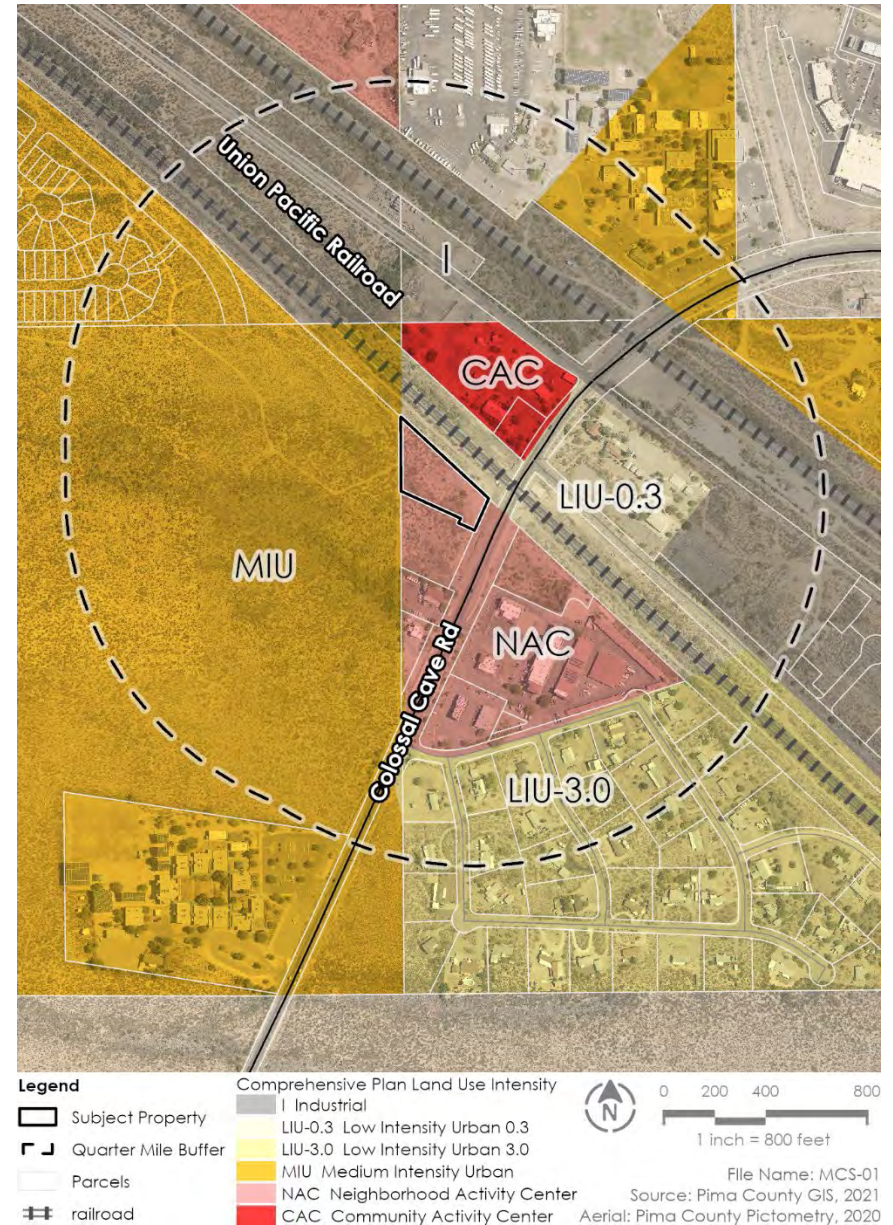 Union Pacific Railroad
I
CAC
LIU-0.3
MIU
NAC
Colossal Cave Rd
LIU-3.0
Legend
Subject Property
Quarter Mile Buffer
Parcels
railroad
Comprehensive Plan Land Use Intensity
I Industrial
LIU-0.3 Low Intensity Urban 0.3
LIU-3.0 Low Intensity Urban 3.0
MIU Medium Intensity Urban
NAC Neighborhood Activity Center
CAC Community Activity Center
N
0 200 400 800
1 inch = 800 feet
File Name: MCS-01
Source: Pima County GIS, 2021
Aerial: Pima County Pictometry, 2020